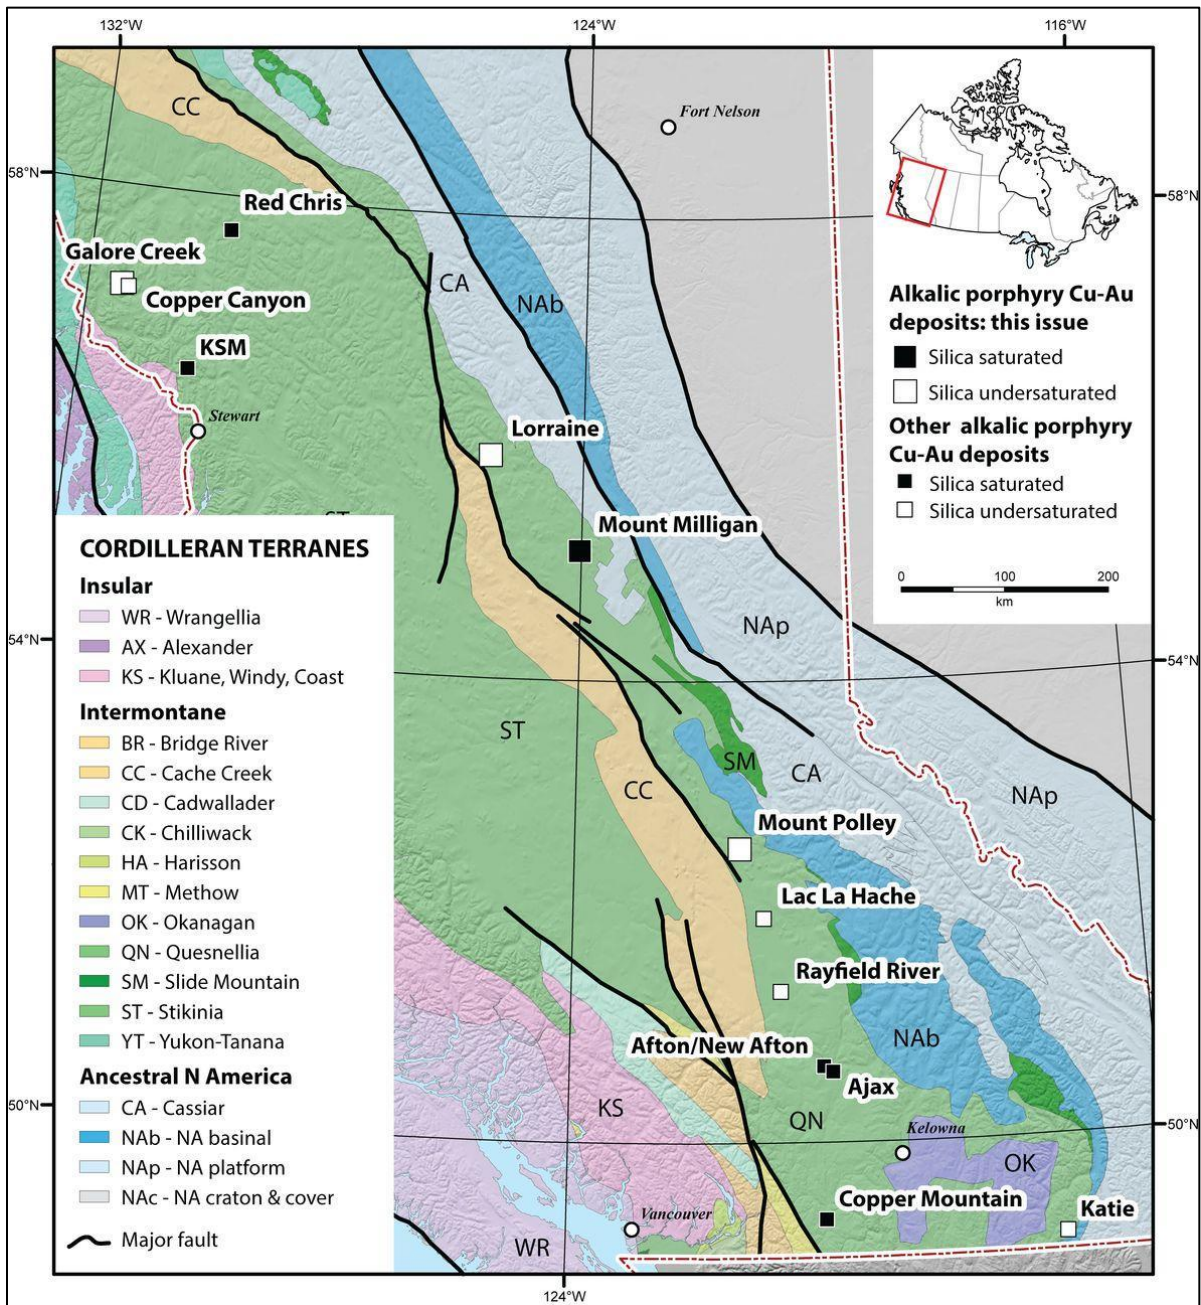 132°W
124°W
116°W
CC
Fort Nelson
58°N
58°N
Red Chris
Galore Creek
Copper Canyon
CA
NAb
KSM
Stewart
Lorraine
Mount Milligan
ST
Alkalic porphyry Cu-Au
deposits: this issue
Silica saturated
Silica undersaturated
Other alkalic porphyry
Cu-Au deposits
Silica saturated
Silica undersaturated
0 100 200
km
CORDILLERAN TERRANES
Insular
WR - Wrangellia
AX - Alexander
KS - Kluane, Windy, Coast
Intermontane
BR - Bridge River
CC - Cache Creek
CD - Cadwallader
CK - Chilliwack
HA - Harisson
MT - Methow
OK - Okanagan
QN - Quesnellia
SM - Slide Mountain
ST - Stikinia
YT - Yukon-Tanana
Ancestral N America
CA - Cassiar
NAb - NA basinal
NAp - NA platform
NAc - NA craton & cover
Major fault
54°N
NAp
54°N
ST
SM
CA
CC
NAp
Mount Polley
Lac La Hache
Rayfield River
Afton/New Afton
NAb
Ajax
50°N
KS
QN
50°N
Kelowna
OK
Copper Mountain
Katie
Vancouver
WR
124°W